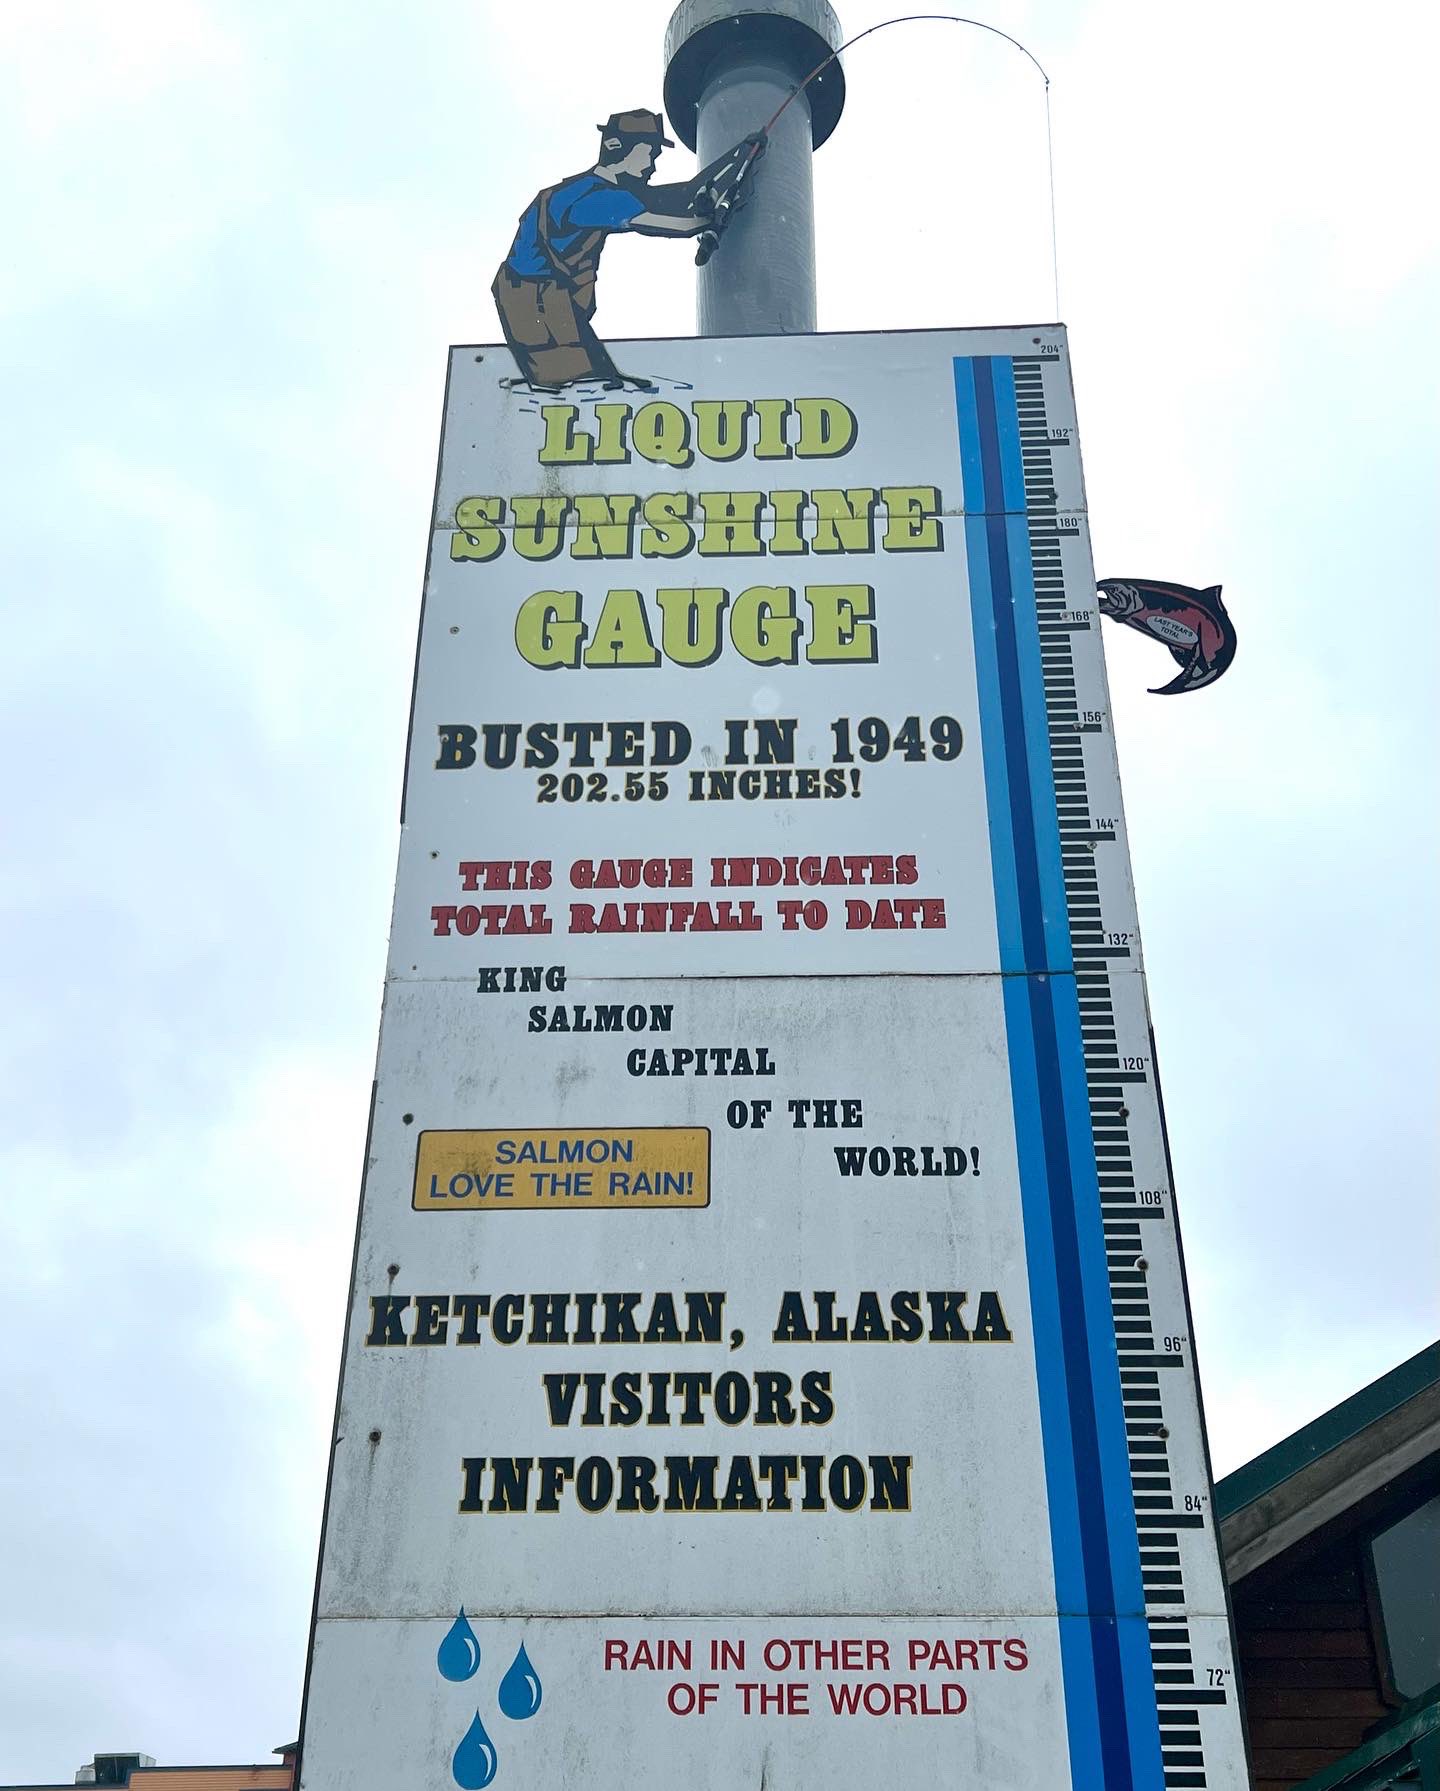 204"
LIQUID
192"
SUNSHINE
180"
GAUGE
168"
LAST YEAR'S
TOTAL
BUSTED IN 1949
156"
202.55 INCHES!
144"
THIS GAUGE INDICATES
TOTAL RAINFALL TO DATE
132"
KING
SALMON
CAPITAL
120"
OF THE
WORLD!
SALMON
LOVE THE RAIN!
108"
KETCHIKAN, ALASKA
96"
VISITORS
INFORMATION
84"
RAIN IN OTHER PARTS
OF THE WORLD
72"